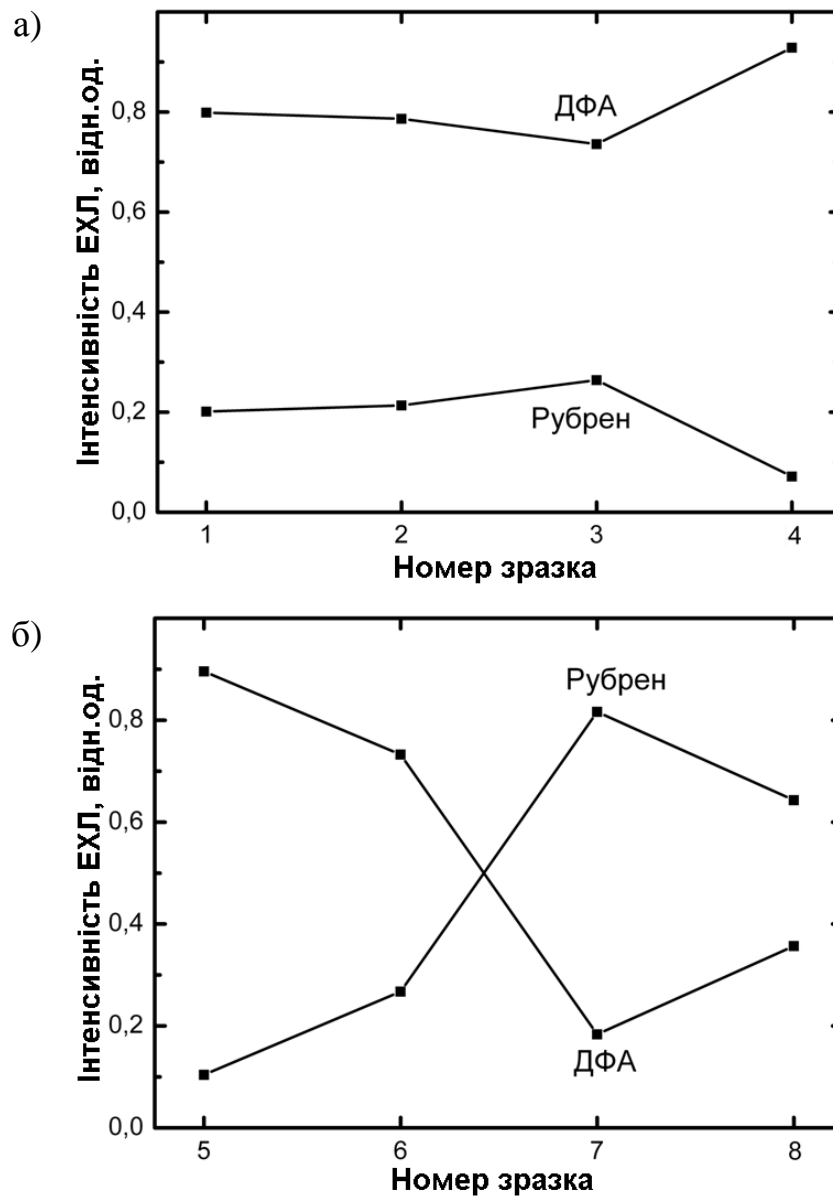 а)
Інтенсивність ЕХЛ, відн.од.
0,8
0,6
0,4
0,2
0,0
ДФА
Рубрен
1 2 3 4
Номер зразка
б)
Інтенсивність ЕХЛ, відн.од.
0,8
0,6
0,4
0,2
0,0
Рубрен
ДФА
5 6 7 8
Номер зразка